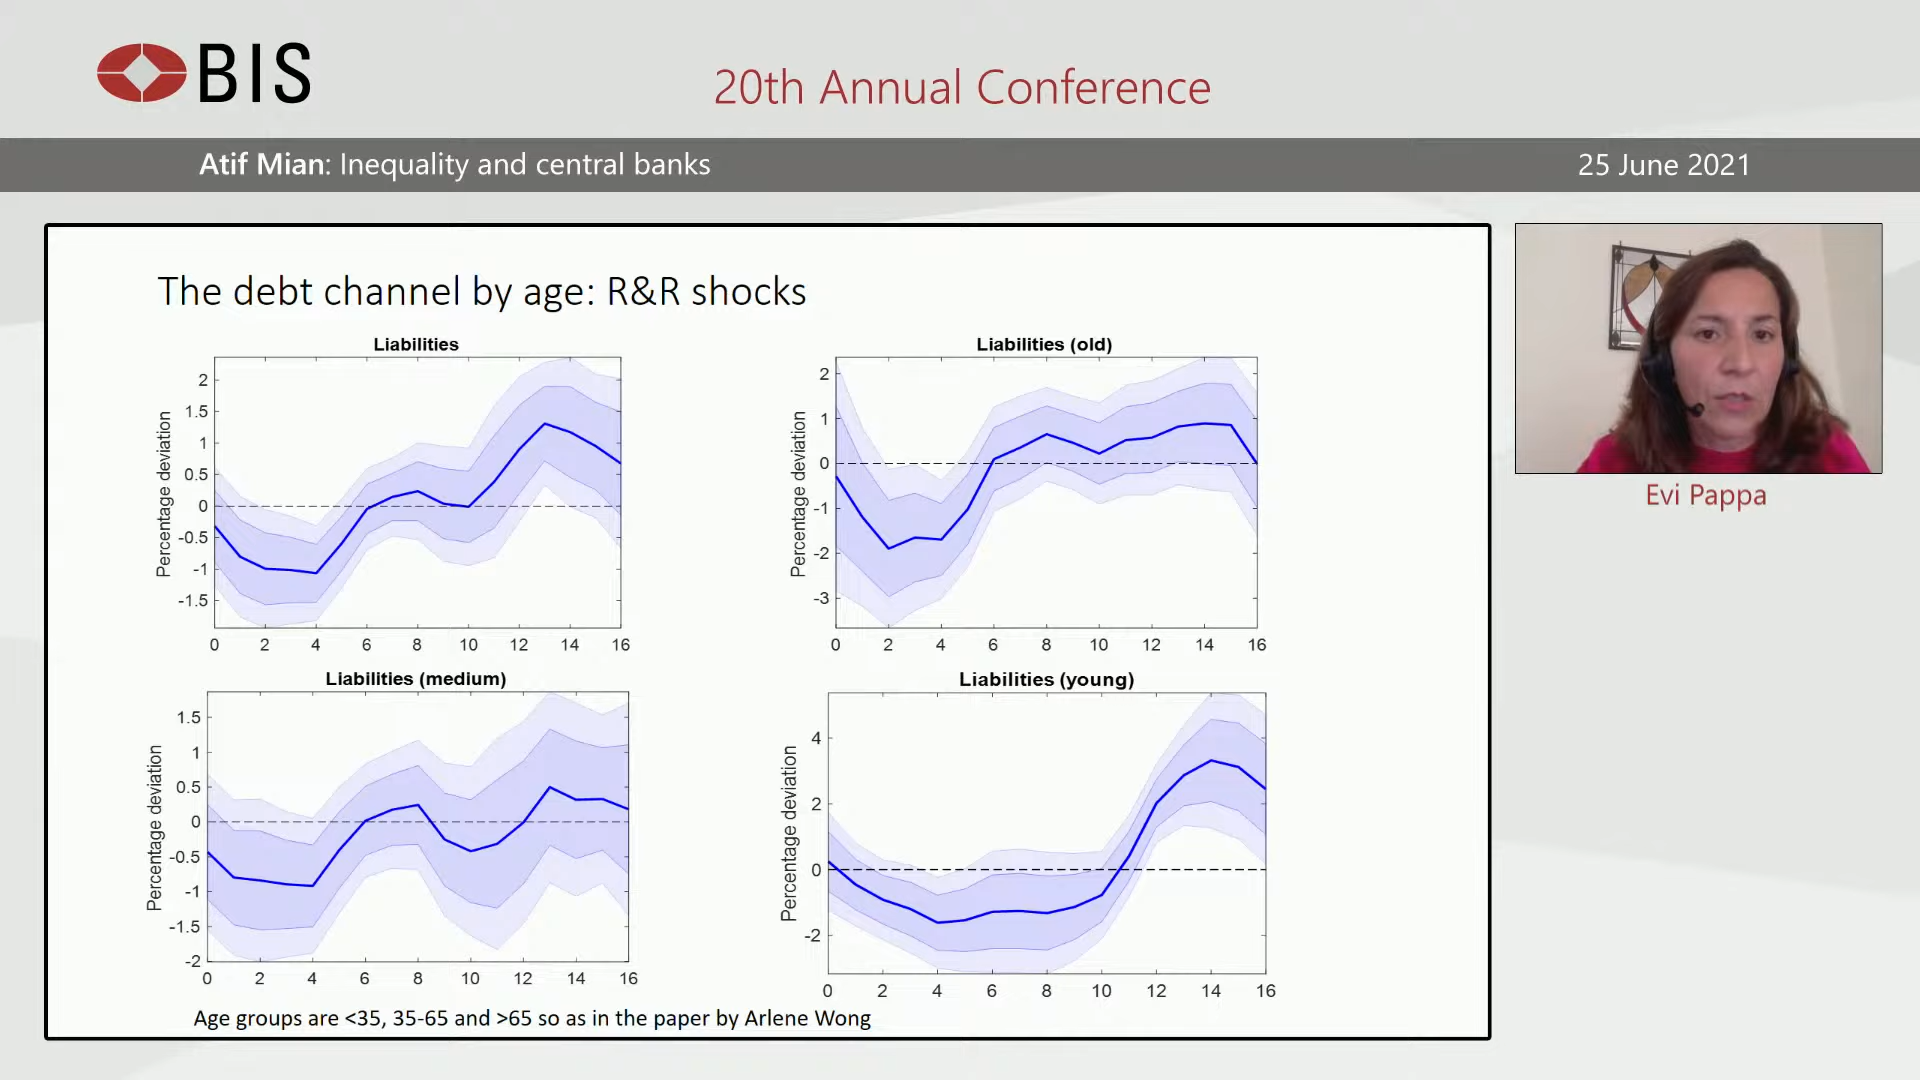 BIS
20th Annual Conference
Atif Mian: Inequality and central banks
25 June 2021
The debt channel by age: R&R shocks
Liabilities
Percentage deviation
2
1.5
1
0.5
0
-0.5
-1
-1.5
0 2 4 6 8 10 12 14 16
Liabilities (old)
Percentage deviation
2
1
0
-1
-2
-3
0 2 4 6 8 10 12 14 16
Liabilities (medium)
Percentage deviation
1.5
1
0.5
0
-0.5
-1
-1.5
-2
0 2 4 6 8 10 12 14 16
Liabilities (young)
Percentage deviation
4
2
0
-2
0 2 4 6 8 10 12 14 16
Age groups are <35, 35-65 and >65 so as in the paper by Arlene Wong
Evi Pappa